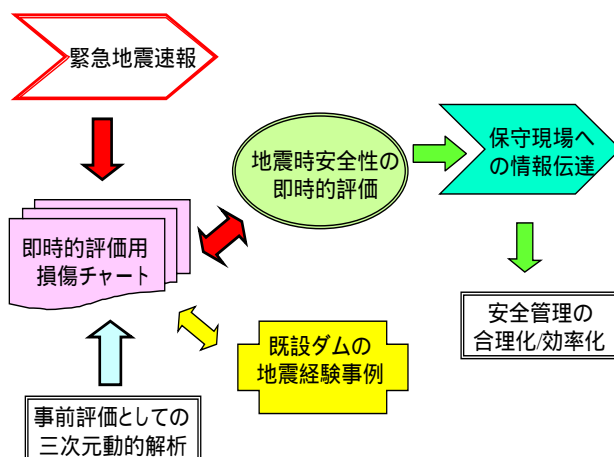 緊急地震速報
地震時安全性の
即時的評価
保守現場へ
の情報伝達
即時的評価用
損傷チャート
安全管理の
合理化/効率化
既設ダムの
地震経験事例
事前評価としての
三次元動的解析